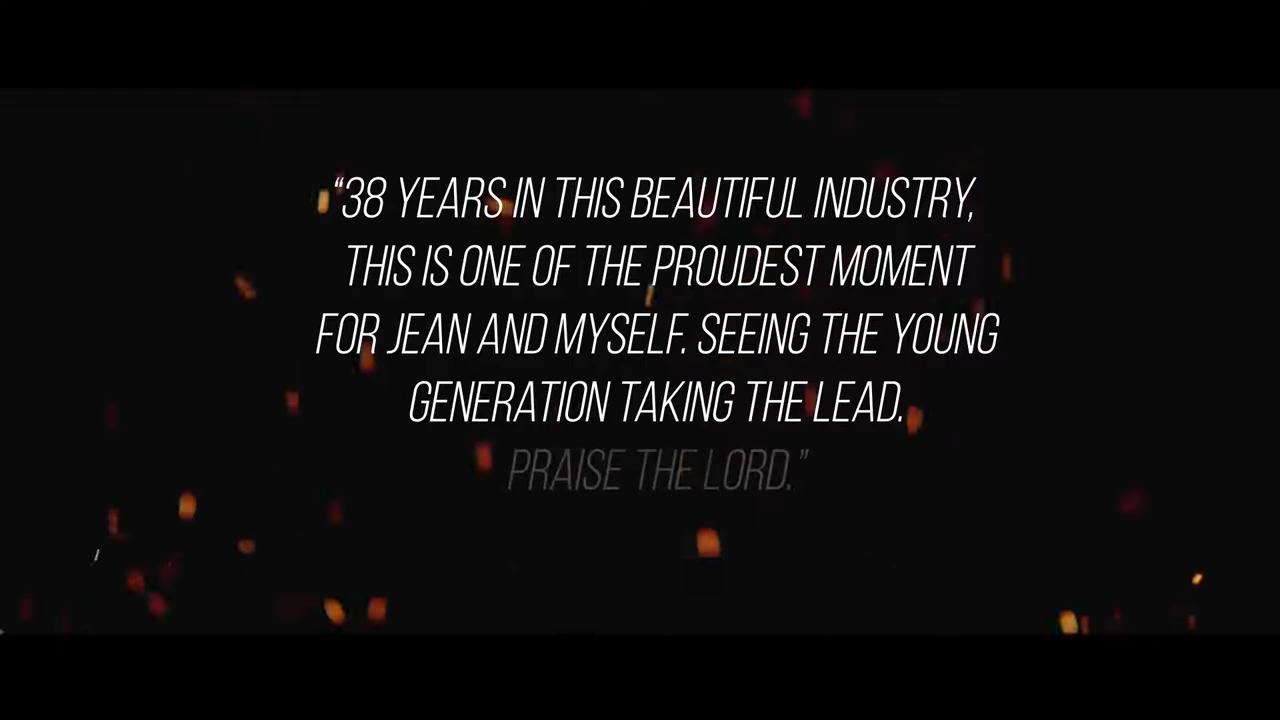 “38 YEARS IN THIS BEAUTIFUL INDUSTRY,
THIS IS ONE OF THE PROUDEST MOMENT
FOR JEAN AND MYSELF. SEEING THE YOUNG
GENERATION TAKING THE LEAD.
PRAISE THE LORD.”